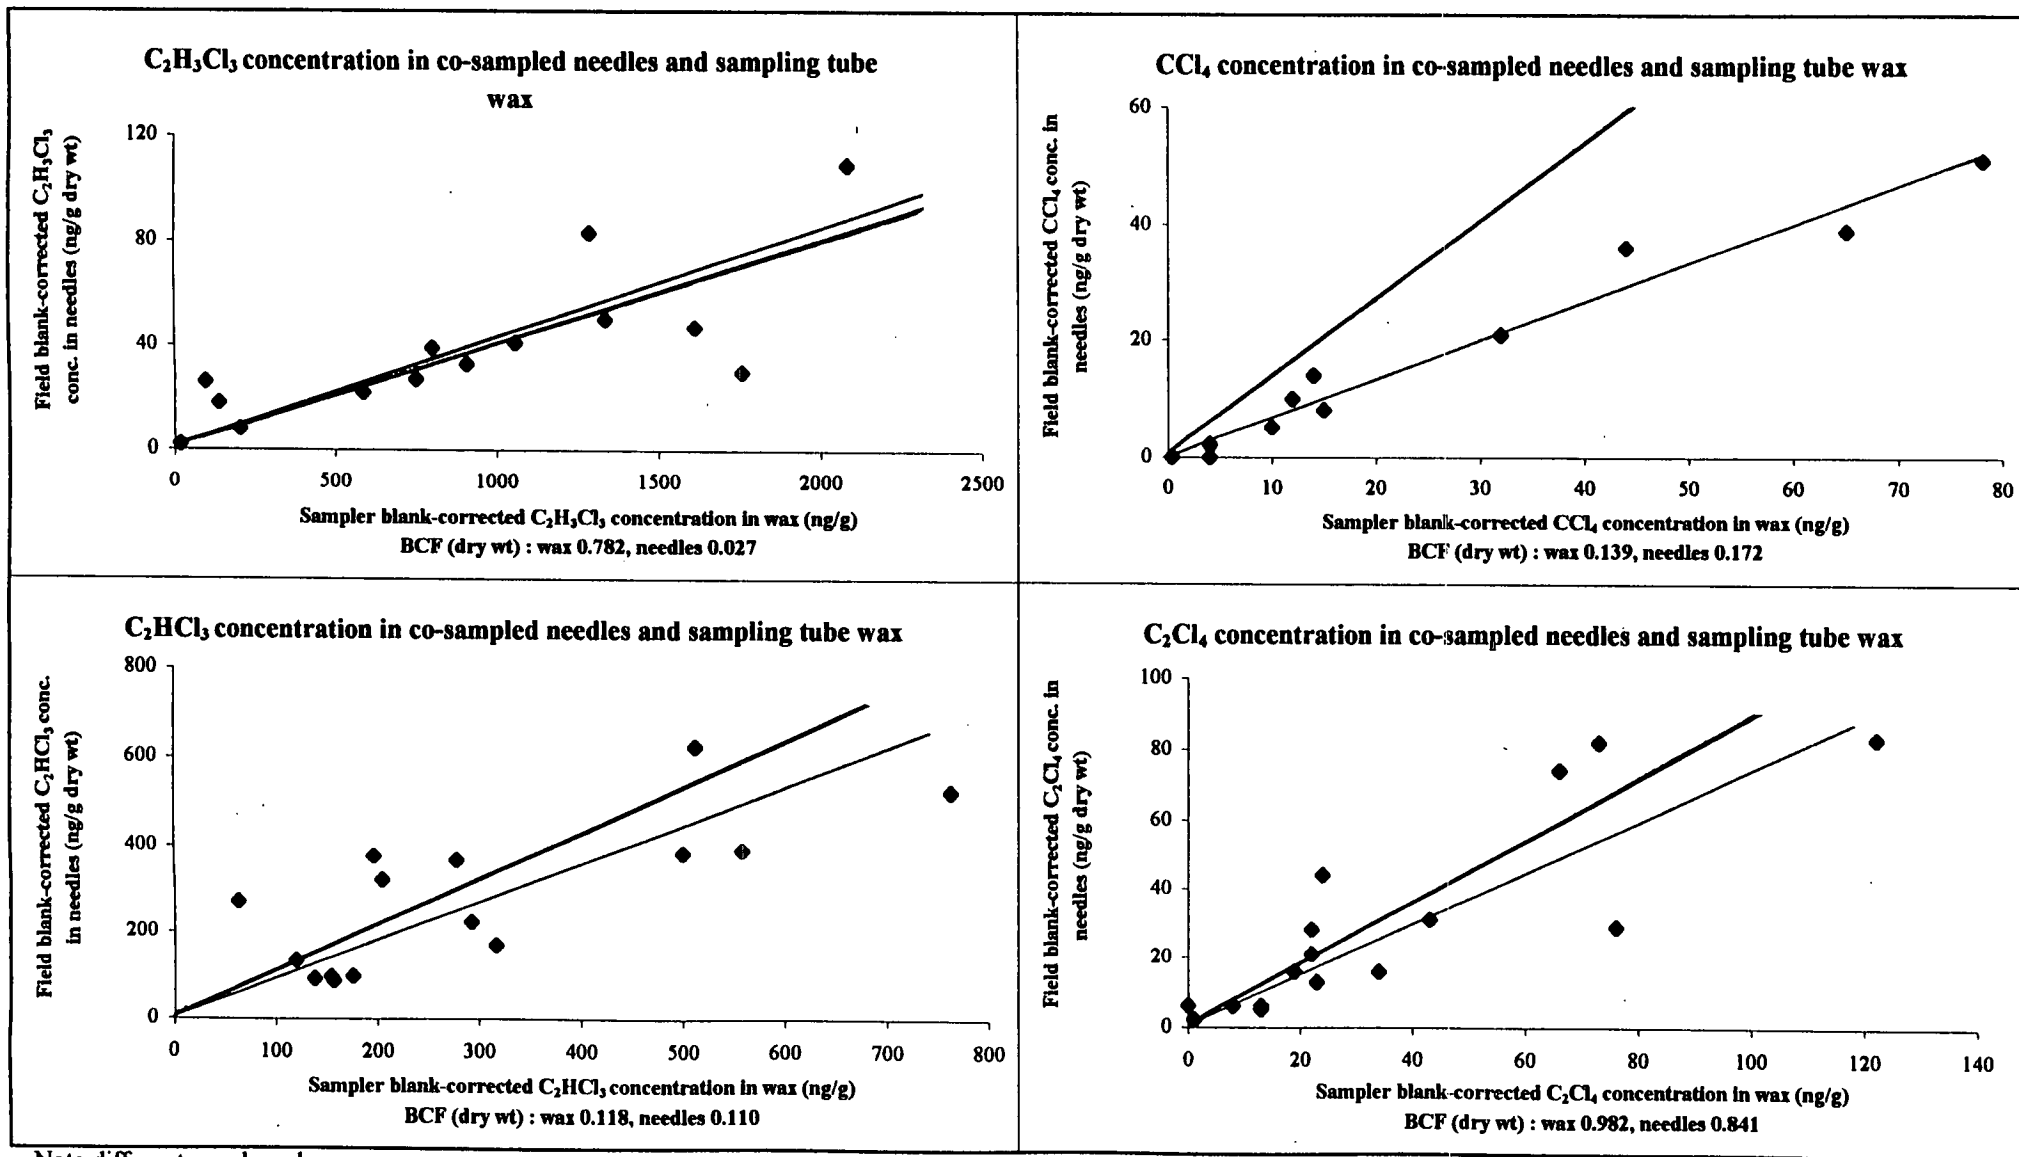 C₂H₃Cl₃ concentration in co-sampled needles and sampling tube
wax
Field blank-corrected C₂H₃Cl₃
conc. in needles (ng/g dry wt)
120
80
40
0
0 500 1000 1500 2000 2500
Sampler blank-corrected C₂H₃Cl₃ concentration in wax (ng/g)
BCF (dry wt) : wax 0.782, needles 0.027
CCl₄ concentration in co-sampled needles and sampling tube wax
Field blank-corrected CCl₄ conc. in
needles (ng/g dry wt)
60
40
20
0
0 10 20 30 40 50 60 70 80
Sampler blank-corrected CCl₄ concentration in wax (ng/g)
BCF (dry wt) : wax 0.139, needles 0.172
C₂HCl₃ concentration in co-sampled needles and sampling tube wax
Field blank-corrected C₂HCl₃ conc.
in needles (ng/g dry wt)
800
600
400
200
0
0 100 200 300 400 500 600 700 800
Sampler blank-corrected C₂HCl₃ concentration in wax (ng/g)
BCF (dry wt) : wax 0.118, needles 0.110
C₂Cl₄ concentration in co-sampled needles and sampling tube wax
Field blank-corrected C₂Cl₄ conc. in
needles (ng/g dry wt)
100
80
60
40
20
0
0 20 40 60 80 100 120 140
Sampler blank-corrected C₂Cl₄ concentration in wax (ng/g)
BCF (dry wt) : wax 0.982, needles 0.841